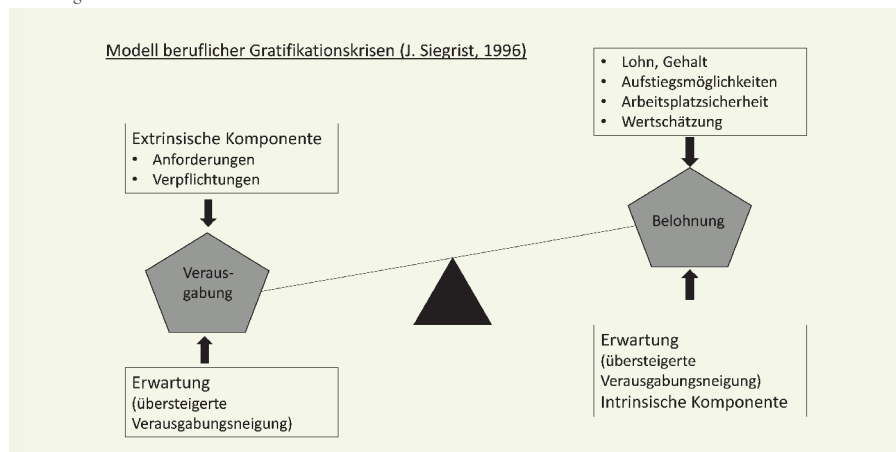 Modell beruflicher Gratifikationskrisen (J. Siegrist, 1996)
• Lohn, Gehalt
• Aufstiegsmöglichkeiten
• Arbeitsplatzsicherheit
• Wertschätzung
Extrinsische Komponente
• Anforderungen
• Verpflichtungen
Belohnung
Veraus-
gabung
Erwartung
(übersteigerte
Verausgabungsneigung)
Erwartung
(übersteigerte
Verausgabungsneigung)
Intrinsische Komponente